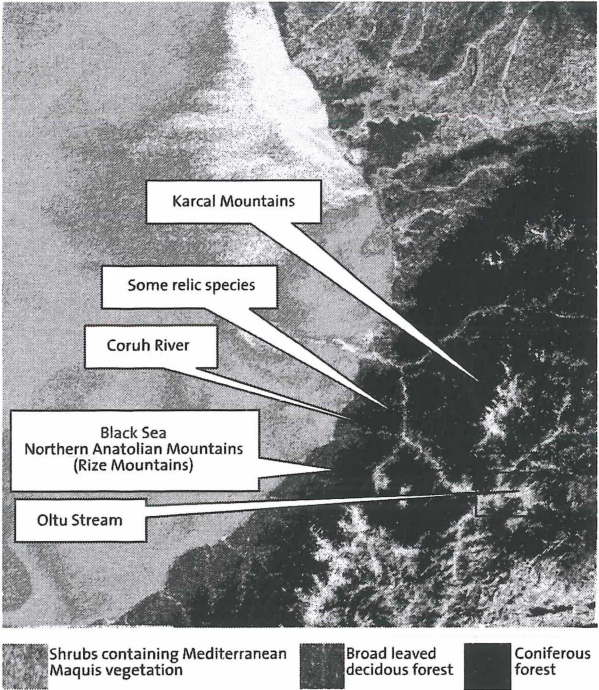 Karcal Mountains
Some relic species
Coruh River
Black Sea
Northern Anatolian Mountains
(Rize Mountains)
Oltu Stream
Shrubs containing Mediterranean
Maquis vegetation
Broad leaved
decidous forest
Coniferous
forest